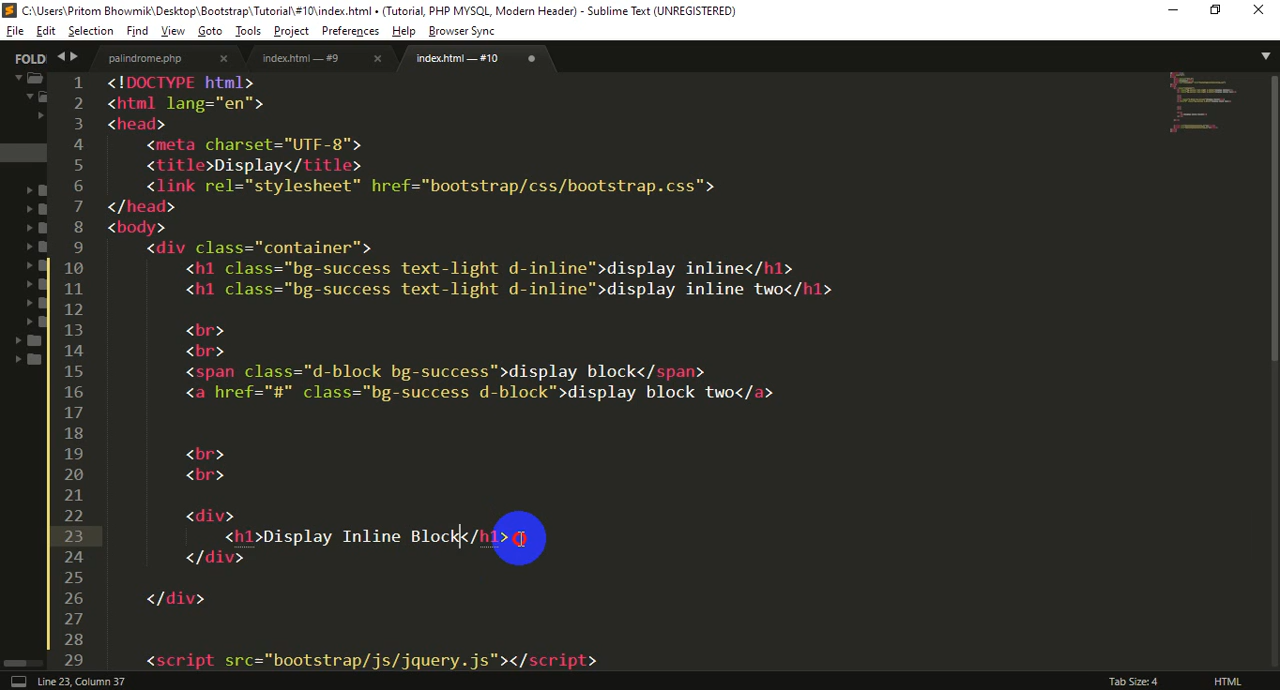 C:\Users\Pritom Bhowmik\Desktop\Bootstrap\Tutorial\#10\index.html • (Tutorial, PHP MYSQL, Modern Header) - Sublime Text (UNREGISTERED)
File Edit Selection Find View Goto Tools Project Preferences Help Browser Sync
FOLD palindrome.php × index.html — #9 × index.html — #10
1 <!DOCTYPE html>
2 <html lang="en">
3 <head>
4 <meta charset="UTF-8">
5 <title>Display</title>
6 <link rel="stylesheet" href="bootstrap/css/bootstrap.css">
7 </head>
8 <body>
9 <div class="container">
10 <h1 class="bg-success text-light d-inline">display inline</h1>
11 <h1 class="bg-success text-light d-inline">display inline two</h1>
12
13 <br>
14 <br>
15 <span class="d-block bg-success">display block</span>
16 <a href="#" class="bg-success d-block">display block two</a>
17
18
19 <br>
20 <br>
21
22 <div>
23 <h1>Display Inline Block</h1>
24 </div>
25
26 </div>
27
28
29 <script src="bootstrap/js/jquery.js"></script>
Line 23, Column 37 Tab Size: 4 HTML